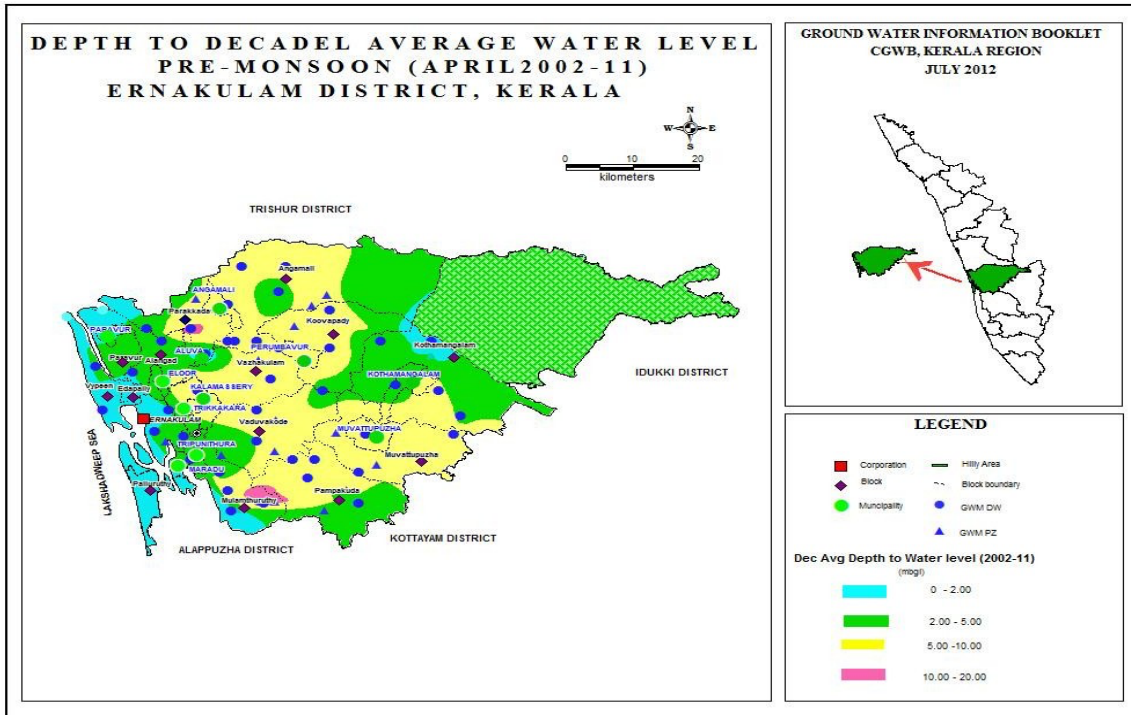 DEPTH TO DECADEL AVERAGE WATER LEVEL
PRE-MONSOON (APRIL2002-11)
ERNAKULAM DISTRICT, KERALA
N
W E
S
0 10 20
kilometers
TRISHUR DISTRICT
Angamali
ANGAMALI
Parakkada
Koovapady
PARAVUR
ALUVA
PERUMBAVUR
Kothamangalam
Paravur
Alangad
Vazhakulam
IDUKKI DISTRICT
ELOOR
KOTHAMANGALAM
Vypeen
Edapally
KALAMASSERY
TRIKKAKARA
ERNAKULAM
Vaduvakode
MUVATTUPUZHA
TRIPUNITHURA
LAKSHADWEEP SEA
MARADU
Muvattupuzha
Palluruthy
Mulamthuruthy
Pampakuda
KOTTAYAM DISTRICT
ALAPPUZHA DISTRICT
GROUND WATER INFORMATION BOOKLET
CGWB, KERALA REGION
JULY 2012
LEGEND
Corporation
Hilly Area
Block
Block boundary
Muncipality
GWM DW
GWM PZ
Dec Avg Depth to Water level (2002-11)
(mbgl)
0 - 2.00
2.00 - 5.00
5.00 -10.00
10.00 - 20.00